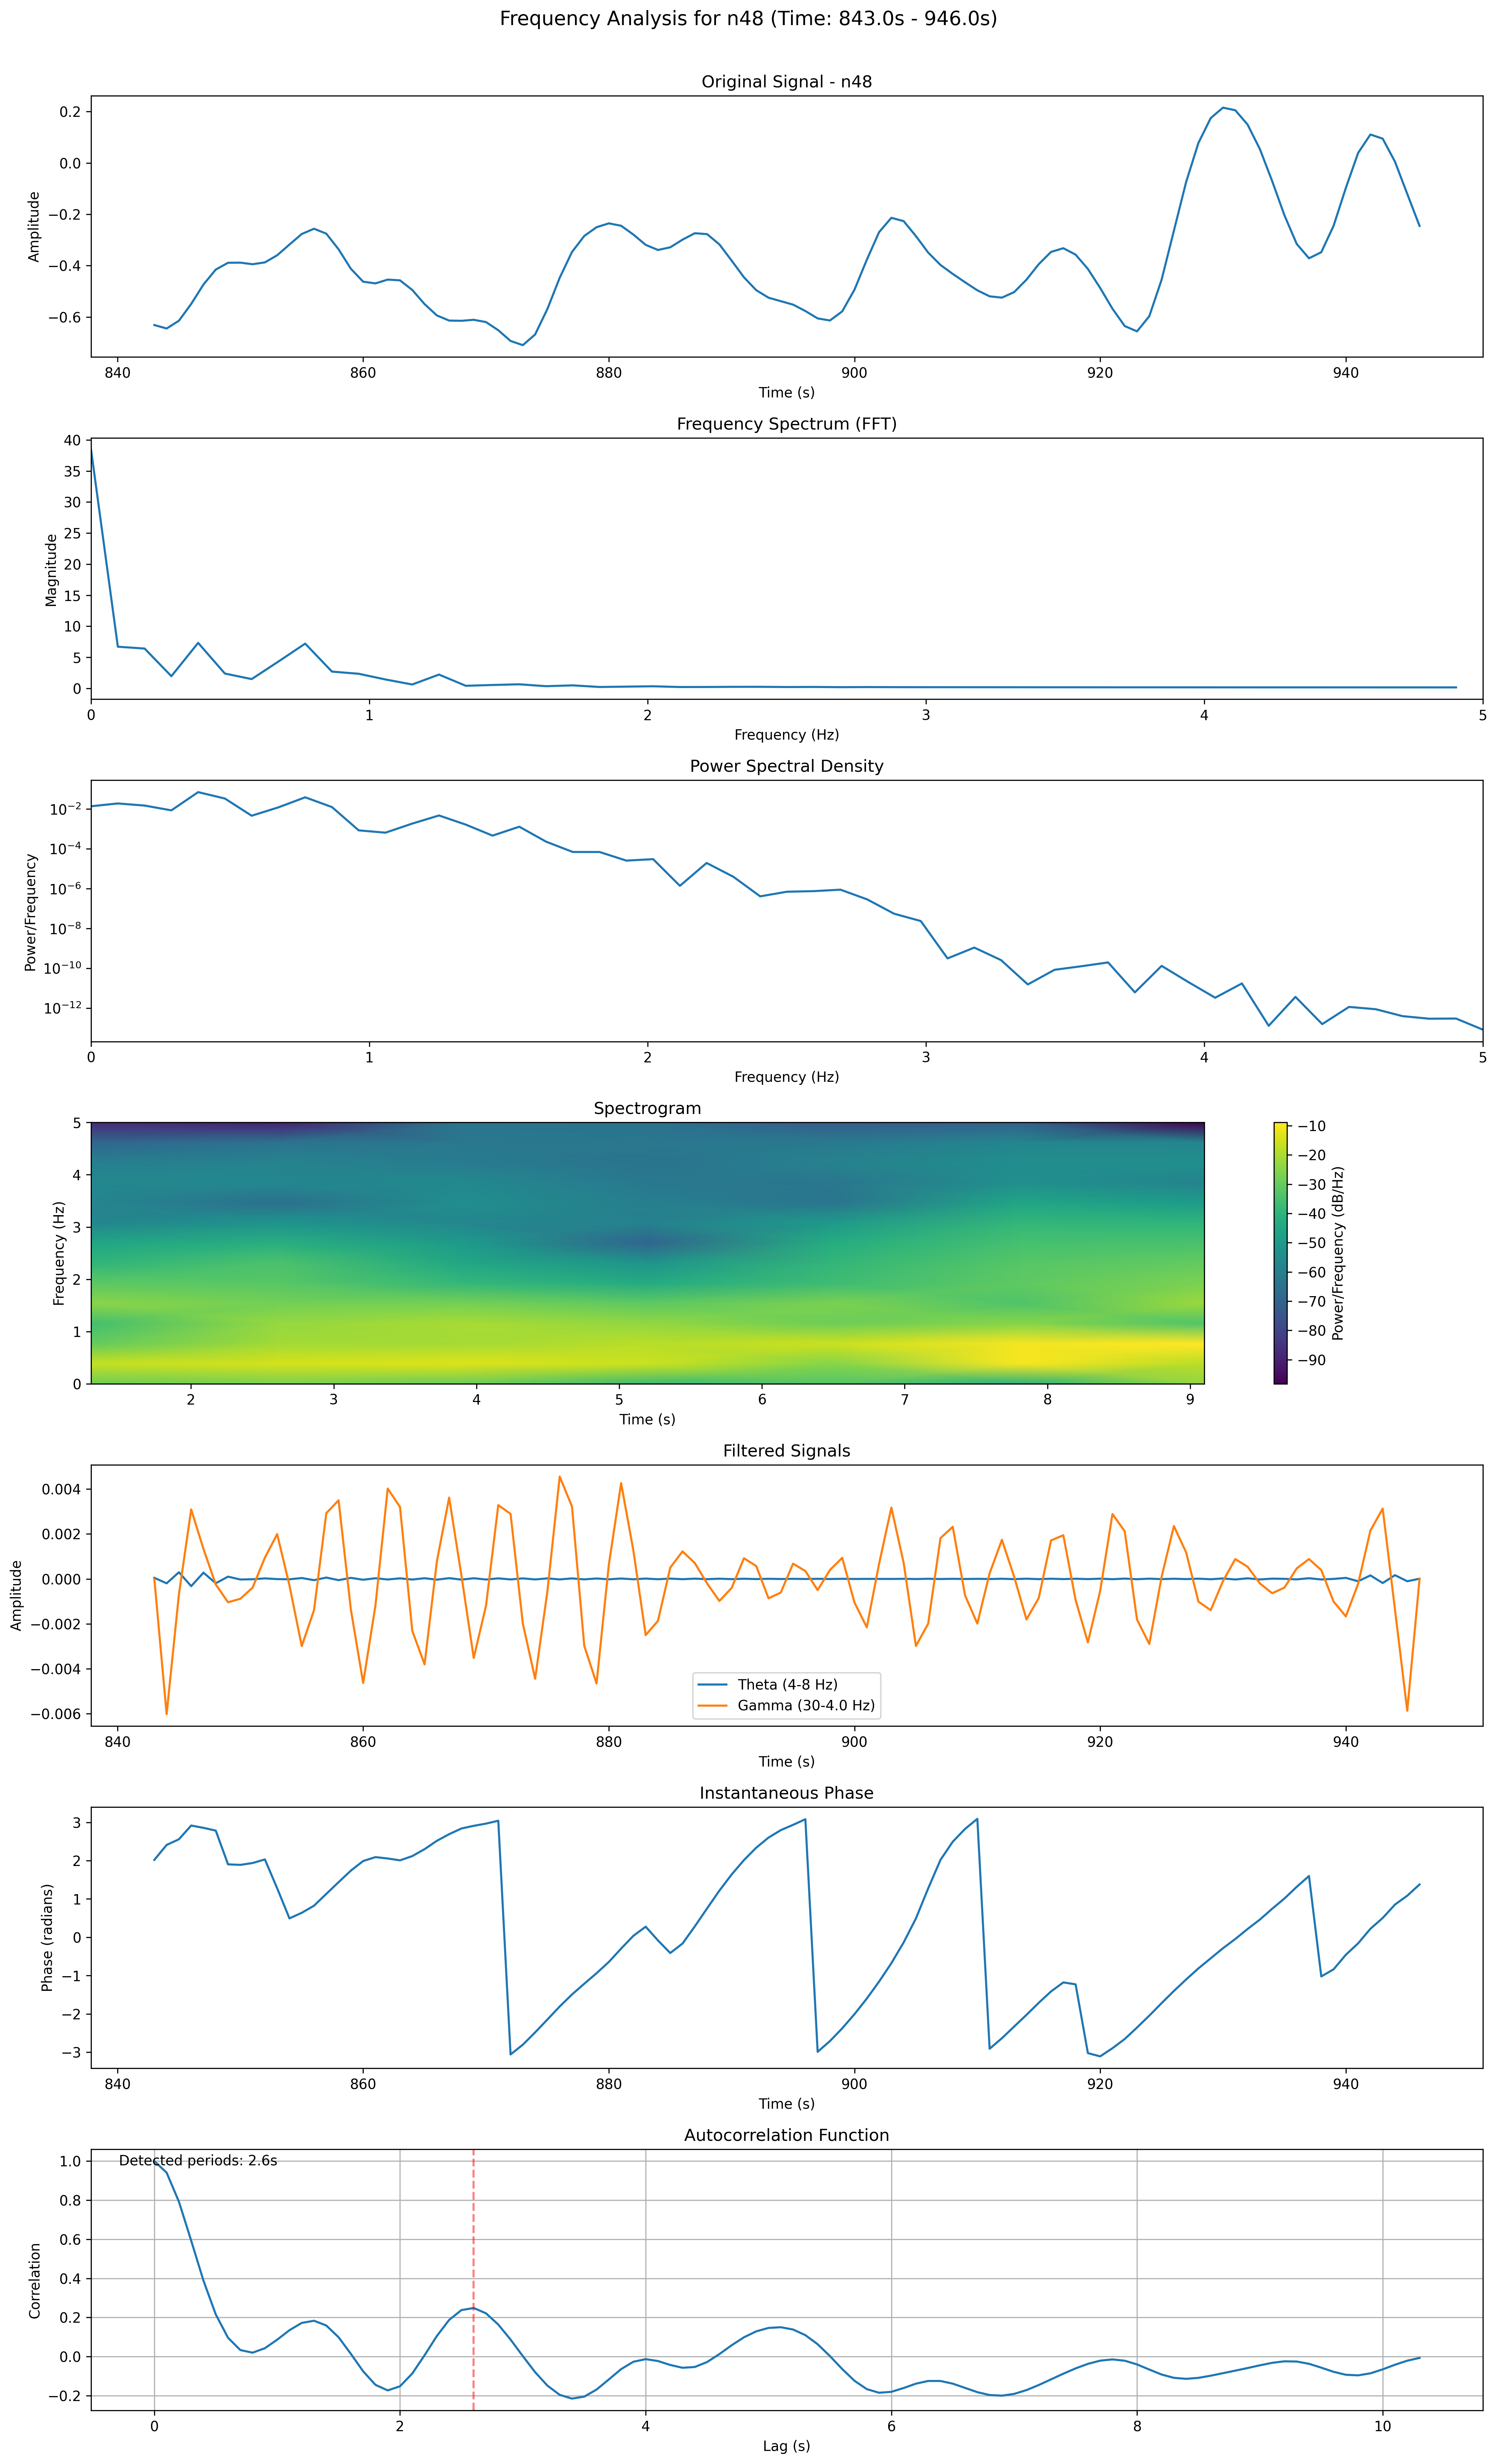 Frequency Analysis for n48 (Time: 843.0s - 946.0s)
Original Signal - n48
Amplitude
0.2
0.0
−0.2
−0.4
−0.6
840 860 880 900 920 940
Time (s)
Frequency Spectrum (FFT)
Magnitude
40
35
30
25
20
15
10
5
0
0 1 2 3 4 5
Frequency (Hz)
Power Spectral Density
Power/Frequency
10⁻²
10⁻⁴
10⁻⁶
10⁻⁸
10⁻¹⁰
10⁻¹²
0 1 2 3 4 5
Frequency (Hz)
Spectrogram
Frequency (Hz)
5
4
3
2
1
0
2 3 4 5 6 7 8 9
Time (s)
−10
−20
−30
−40
−50
−60
−70
−80
−90
Power/Frequency (dB/Hz)
Filtered Signals
Amplitude
0.004
0.002
0.000
−0.002
−0.004
−0.006
Theta (4-8 Hz)
Gamma (30-4.0 Hz)
840 860 880 900 920 940
Time (s)
Instantaneous Phase
Phase (radians)
3
2
1
0
−1
−2
−3
840 860 880 900 920 940
Time (s)
Autocorrelation Function
Detected periods: 2.6s
Correlation
1.0
0.8
0.6
0.4
0.2
0.0
−0.2
0 2 4 6 8 10
Lag (s)